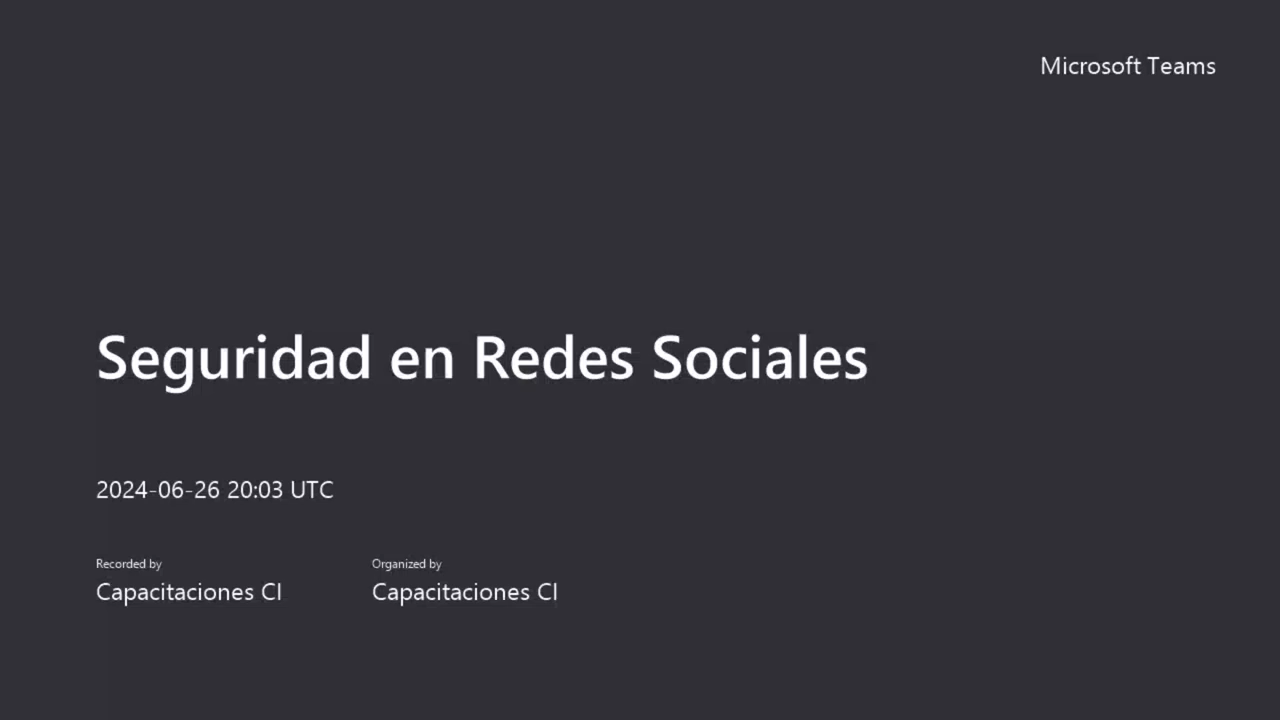 Microsoft Teams
Seguridad en Redes Sociales
2024-06-26 20:03 UTC
Recorded by
Capacitaciones CI
Organized by
Capacitaciones CI